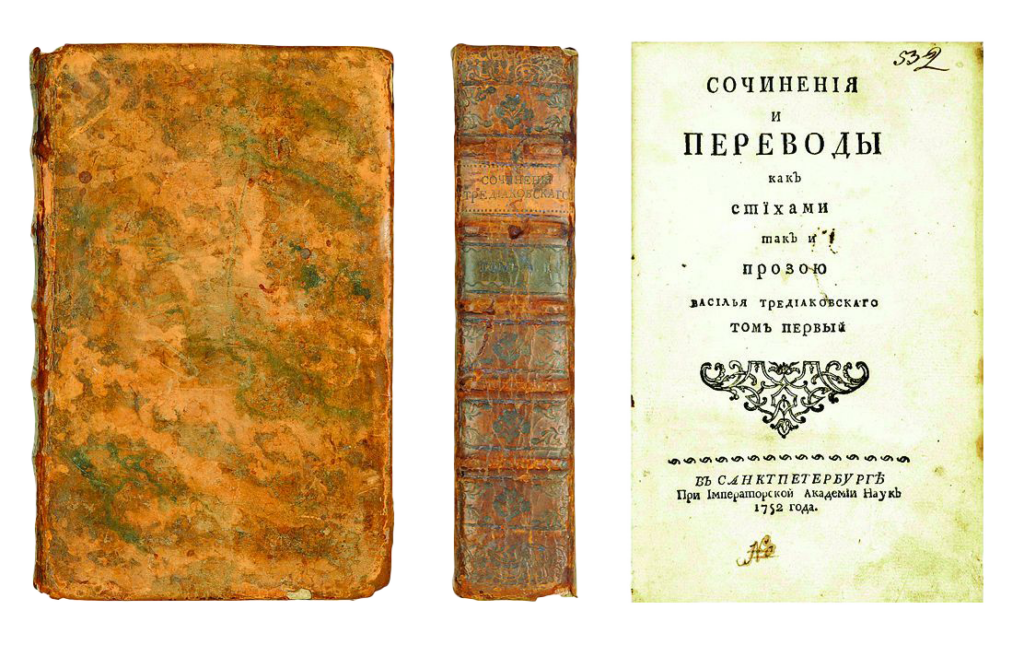 СОЧИНЕНІЯ
ТРЕДІАКОВСКАГО
532
СОЧИНЕНІЯ
И
ПЕРЕВОДЫ
какъ
стїхами
такъ и
прозою
ВАСІЛЬЯ ТРЕДІАКОВСКАГО
ТОМЪ ПЕРВЫЙ
ВЪ САНКТПЕТЕРБУРГѢ
При Імператорской Академіи Наукъ
1752 года.